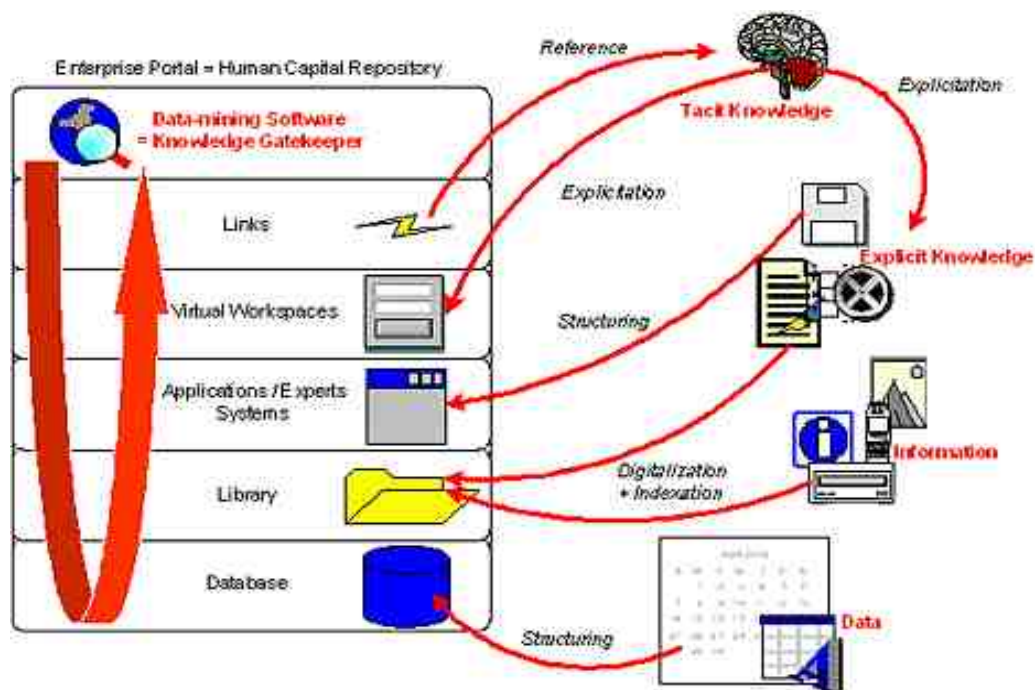 Enterprise Portal = Human Capital Repository
Data-mining Software
= Knowledge Gatekeeper
Links
Virtual Workspaces
Applications / Experts
Systems
Library
Database
Reference
Tacit Knowledge
Explicitation
Explicitation
Explicit Knowledge
Structuring
Information
Digitalization
+ Indexation
Data
Structuring